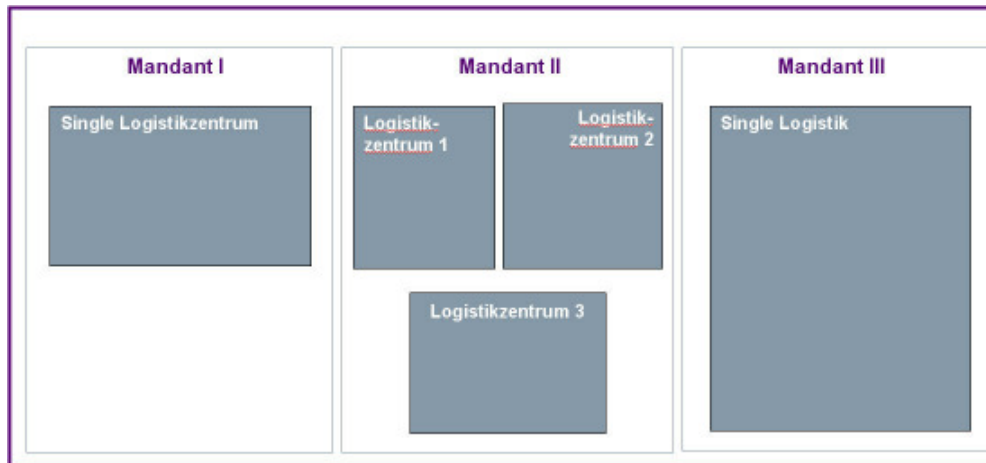 Mandant I
Single Logistikzentrum
Mandant II
Logistik-
zentrum 1
Logistik-
zentrum 2
Logistikzentrum 3
Mandant III
Single Logistik